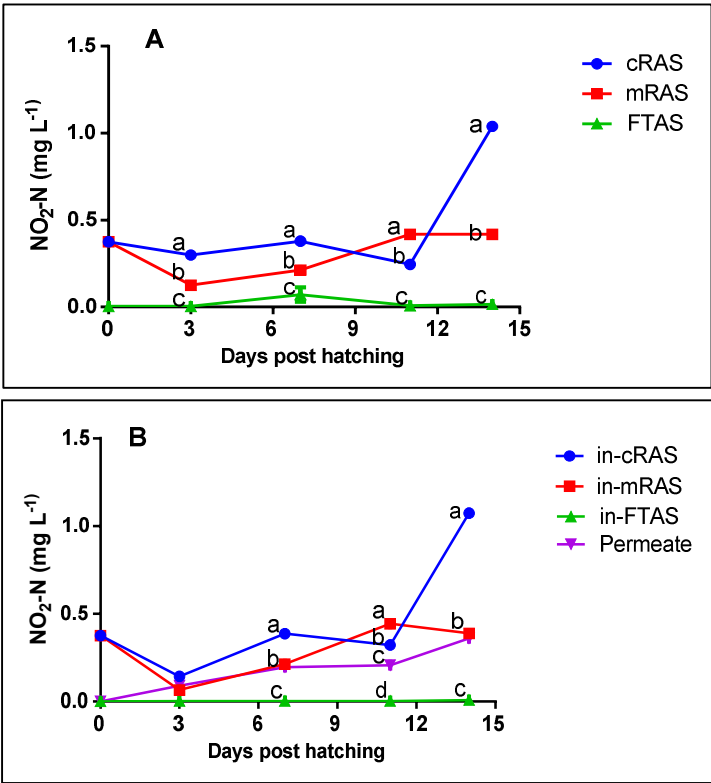 A
1.5
1.0
0.5
0.0
NO₂-N (mg L⁻¹)
a
a
a
a
b
b
b
b
c
c
c
c
0
3
6
9
12
15
Days post hatching
cRAS
mRAS
FTAS
B
1.5
1.0
0.5
0.0
NO₂-N (mg L⁻¹)
a
a
a
b
b
b
c
c
d
c
0
3
6
9
12
15
Days post hatching
in-cRAS
in-mRAS
in-FTAS
Permeate